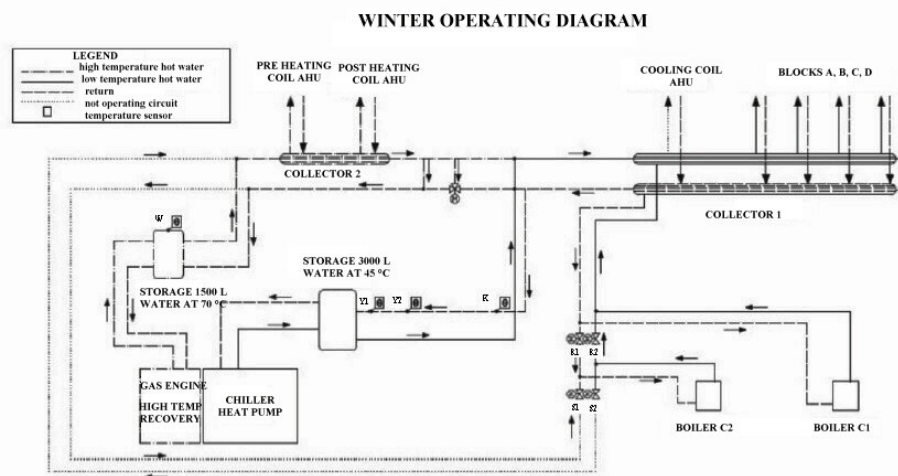 WINTER OPERATING DIAGRAM
LEGEND
high temperature hot water
low temperature hot water
return
not operating circuit
temperature sensor
PRE HEATING
COIL AHU
POST HEATING
COIL AHU
COOLING COIL
AHU
BLOCKS A, B, C, D
COLLECTOR 2
COLLECTOR 1
W
STORAGE 1500 L
WATER AT 70 °C
STORAGE 3000 L
WATER AT 45 °C
Y1
Y2
K
R1
R2
S1
S2
GAS ENGINE
HIGH TEMP
RECOVERY
CHILLER
HEAT PUMP
BOILER C2
BOILER C1